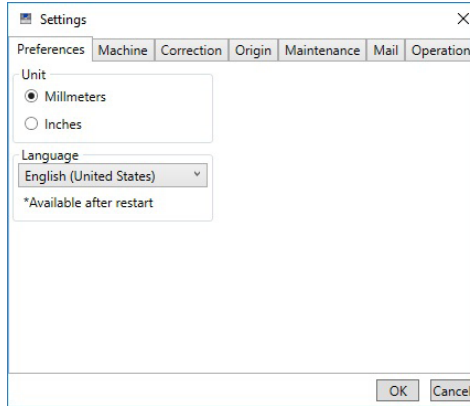 Settings
Preferences Machine Correction Origin Maintenance Mail Operation
Unit
Millmeters
Inches
Language
English (United States)
*Available after restart
OK Cancel